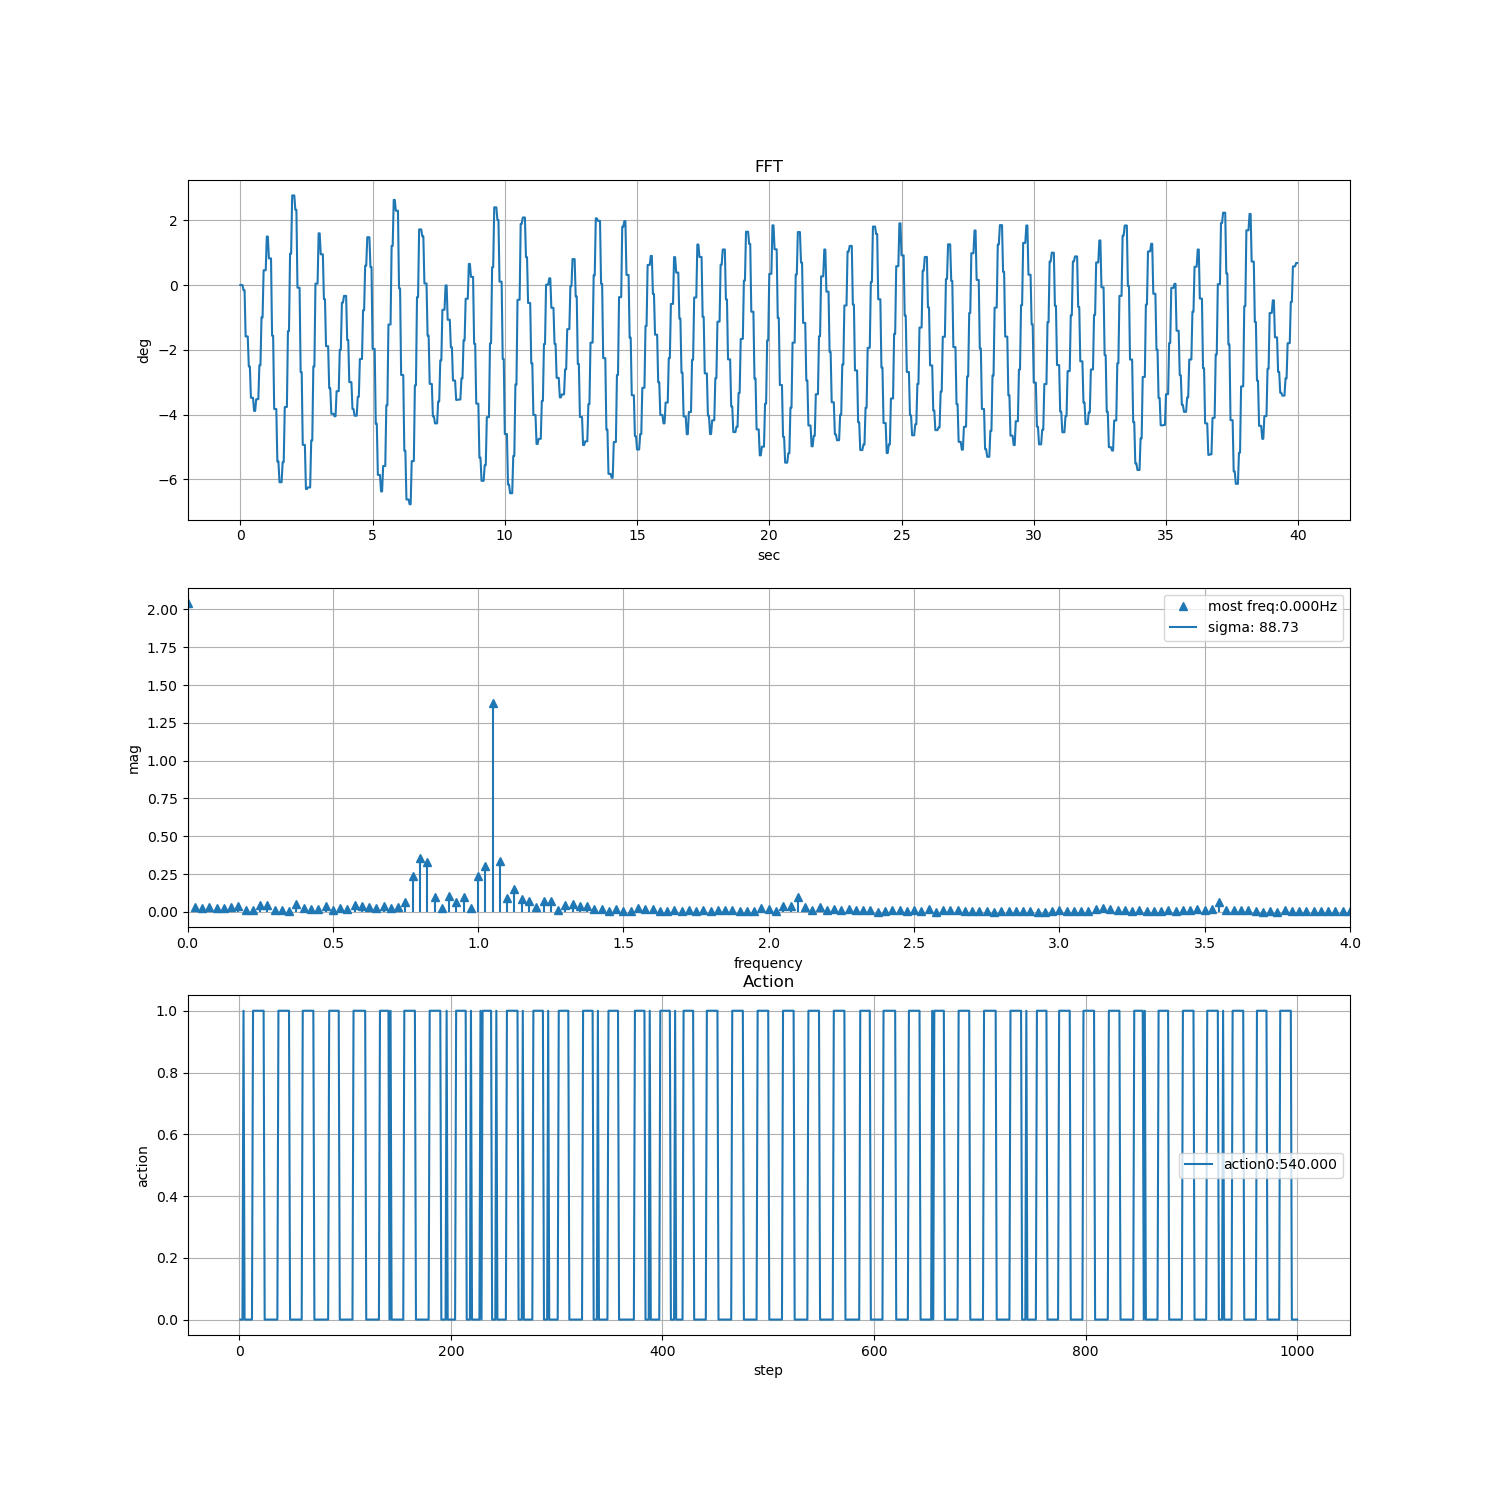 FFT
2
0
−2
−4
−6
deg
0 5 10 15 20 25 30 35 40
sec
2.00
1.75
1.50
1.25
1.00
0.75
0.50
0.25
0.00
mag
most freq:0.000Hz
sigma: 88.73
0.0 0.5 1.0 1.5 2.0 2.5 3.0 3.5 4.0
frequency
Action
1.0
0.8
0.6
0.4
0.2
0.0
action
action0:540.000
0 200 400 600 800 1000
step